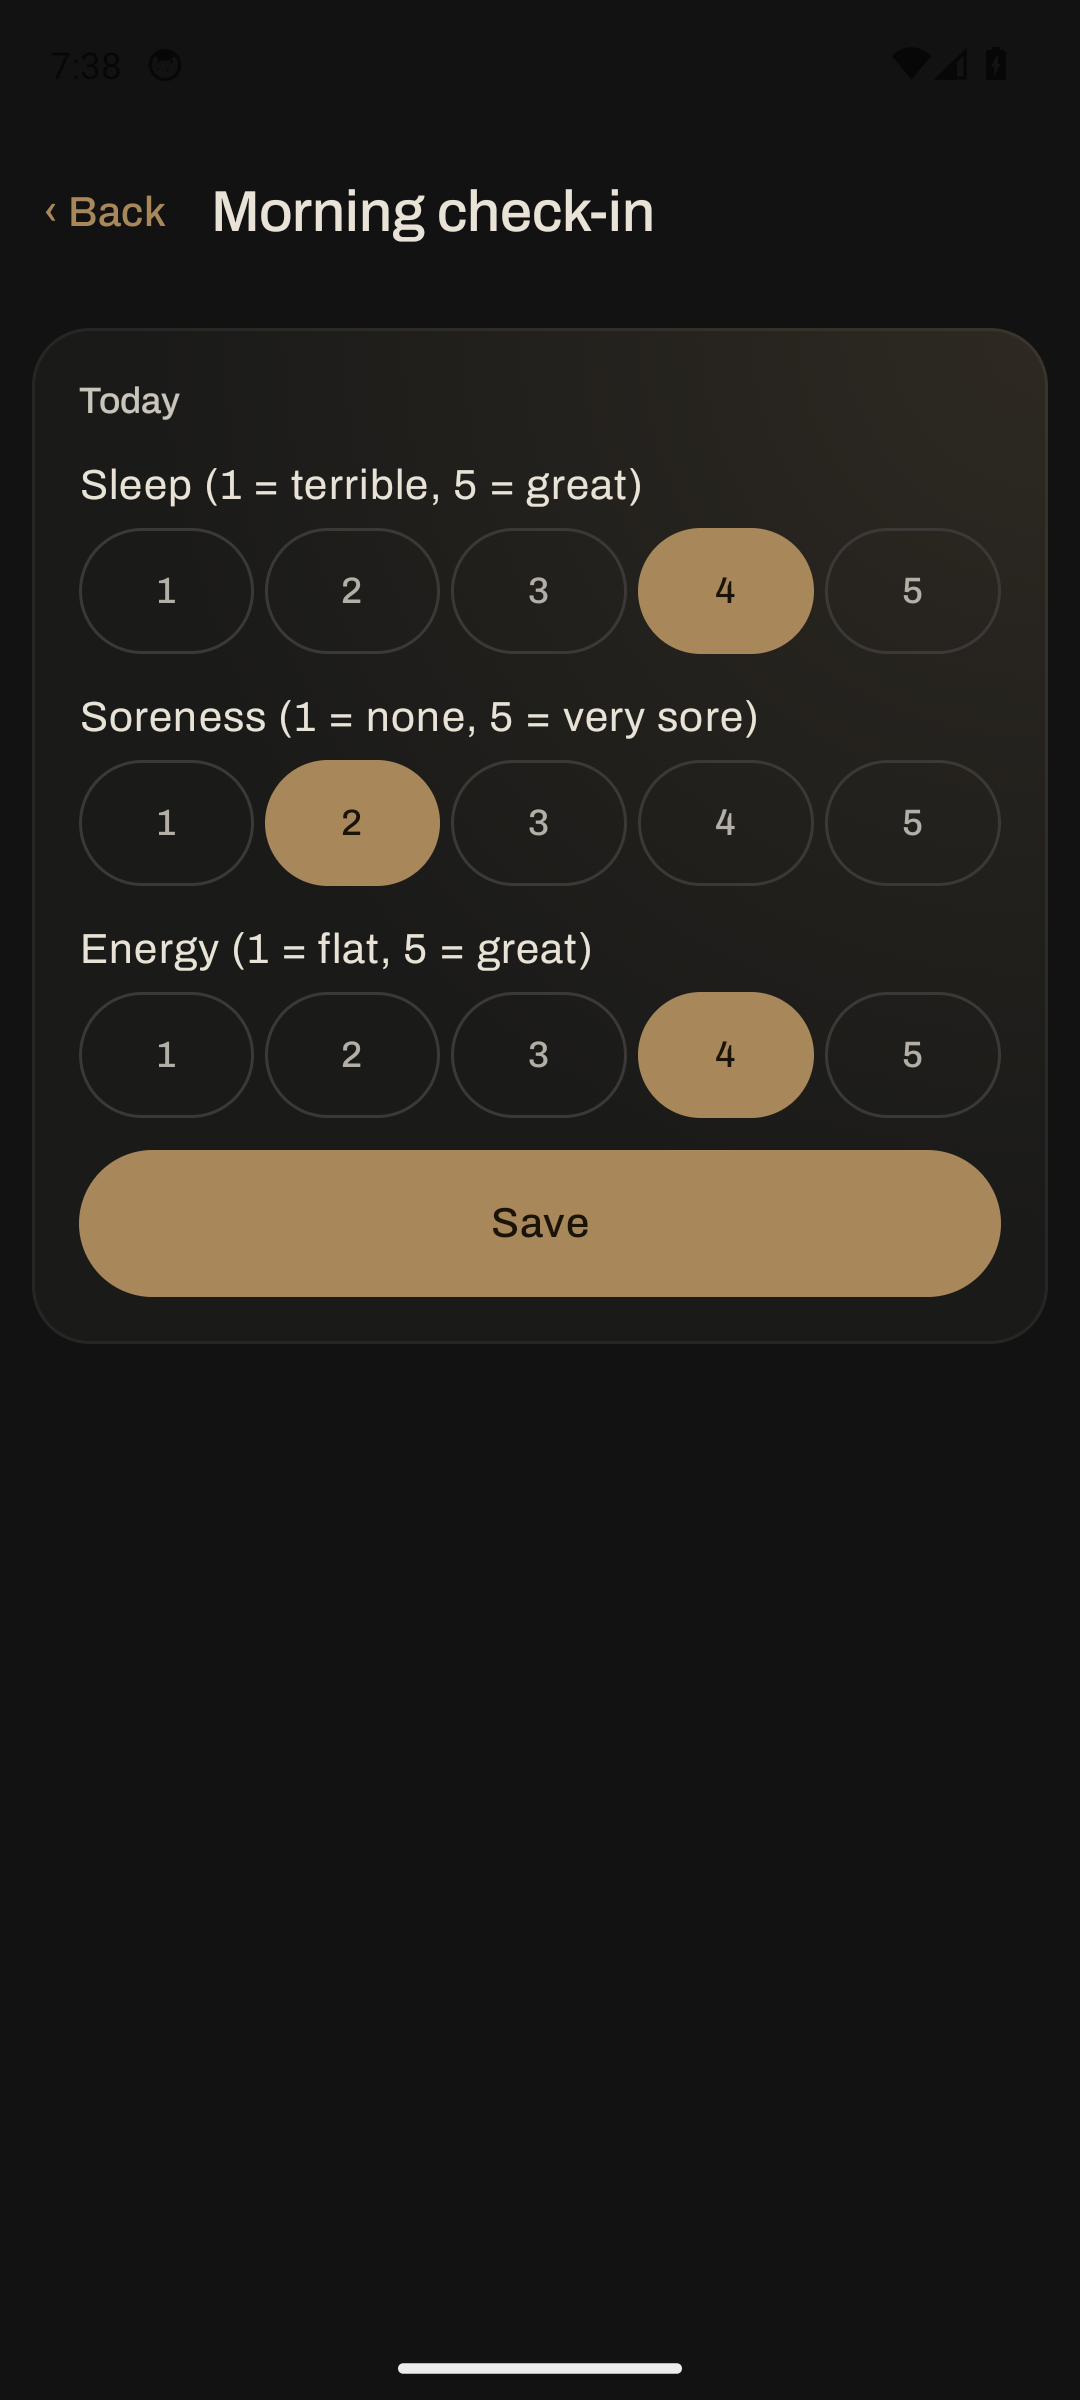 7:38
‹ Back Morning check-in
Today
Sleep (1 = terrible, 5 = great)
1 2 3 4 5
Soreness (1 = none, 5 = very sore)
1 2 3 4 5
Energy (1 = flat, 5 = great)
1 2 3 4 5
Save